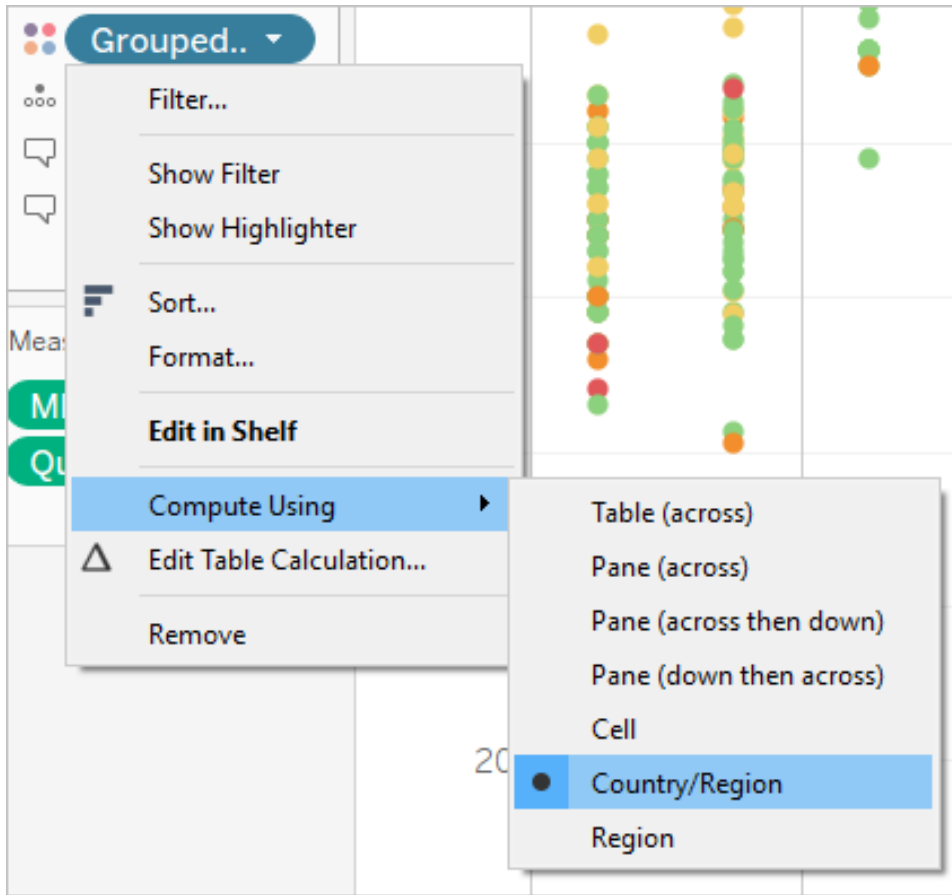 Grouped..
Filter...
Show Filter
Show Highlighter
Sort...
Format...
Edit in Shelf
Compute Using
Edit Table Calculation...
Remove
Table (across)
Pane (across)
Pane (across then down)
Pane (down then across)
Cell
Country/Region
Region